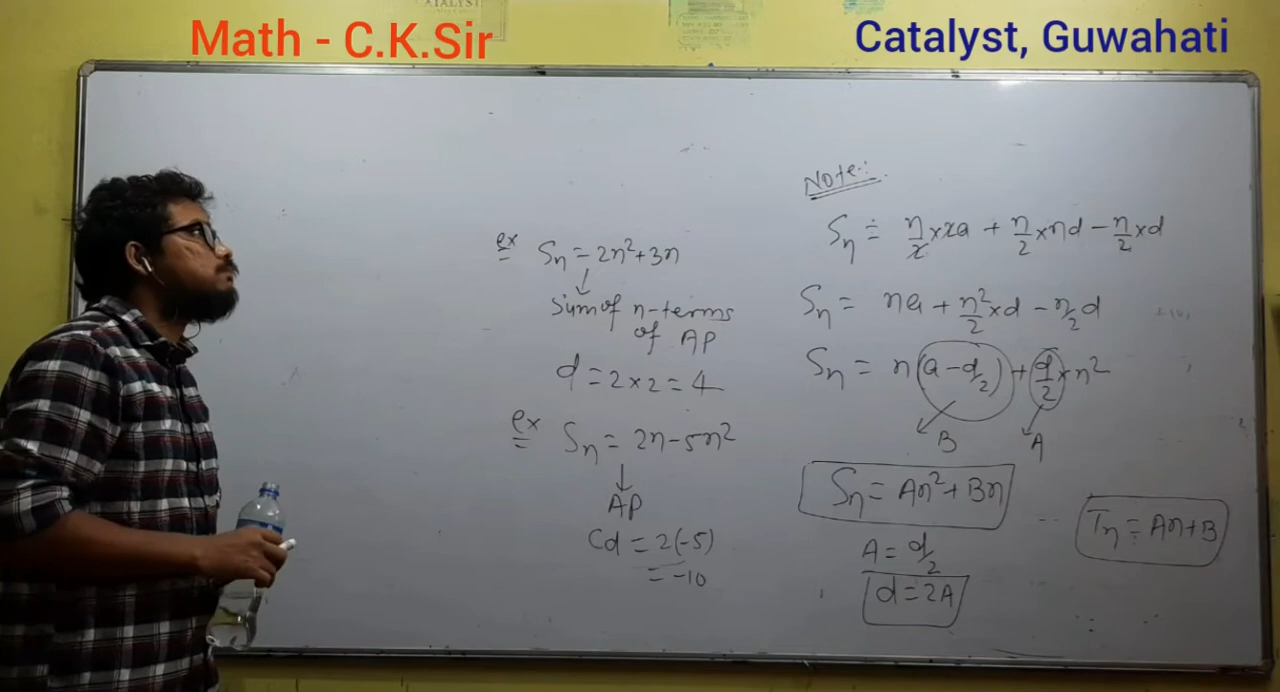 Math - C.K.Sir
Catalyst, Guwahati
CATALYST
Note:
Sn = n/2×2a + n/2×nd - n/2×d
Sn = na + n²/2×d - n/2d
Sn = n(a - d/2) + d/2×n²
B A
Sn = An² + Bn
A = d/2
d = 2A
Tn = An + B
ex Sn = 2n² + 3n
Sum of n-terms
of AP
d = 2×2 = 4
ex Sn = 2n - 5n²
AP
Cd = 2(-5)
= -10